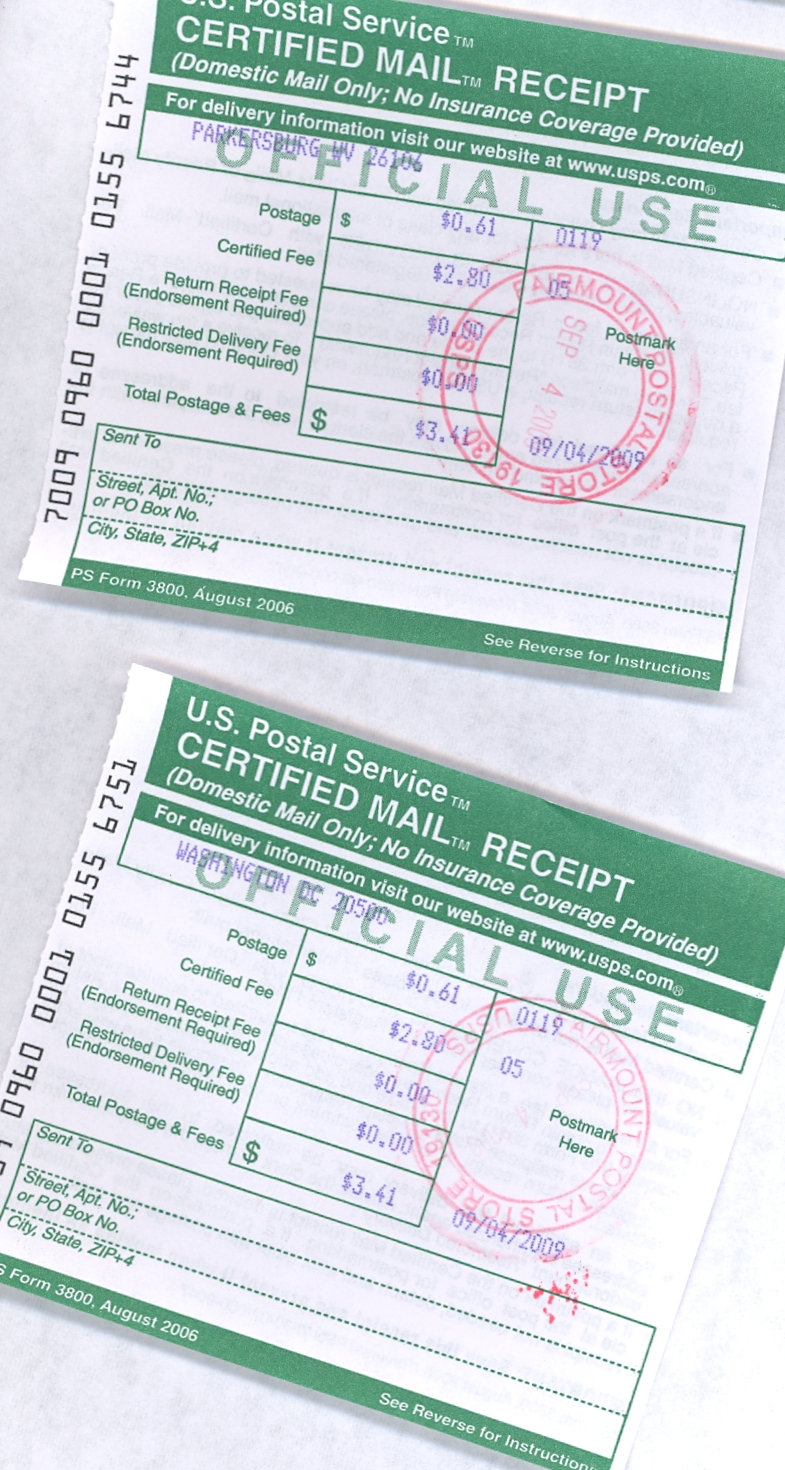 U.S. Postal Service™
CERTIFIED MAIL™ RECEIPT
(Domestic Mail Only; No Insurance Coverage Provided)
For delivery information visit our website at www.usps.com®
PARKERSBURG WV 26106
OFFICIAL USE
Postage $ $0.61 0119
Certified Fee $2.80 05
Return Receipt Fee
(Endorsement Required) $0.00
Postmark
Here
Restricted Delivery Fee
(Endorsement Required) $0.00
Total Postage & Fees $ $3.41 09/04/2009
FAIRMOUNT POSTAL STORE 19130 USPS
SEP 4
Sent To
Street, Apt. No.;
or PO Box No.
City, State, ZIP+4
PS Form 3800, August 2006
See Reverse for Instructions
7009 0960 0001 0155 6744
U.S. Postal Service™
CERTIFIED MAIL™ RECEIPT
(Domestic Mail Only; No Insurance Coverage Provided)
For delivery information visit our website at www.usps.com®
WASHINGTON DC 20500
OFFICIAL USE
Postage $ $0.61 0119
Certified Fee $2.80 05
Return Receipt Fee
(Endorsement Required) $0.00
Postmark
Here
Restricted Delivery Fee
(Endorsement Required) $0.00
Total Postage & Fees $ $3.41 09/04/2009
FAIRMOUNT POSTAL STORE 19130 USPS
Sent To
Street, Apt. No.;
or PO Box No.
City, State, ZIP+4
PS Form 3800, August 2006
See Reverse for Instructions
0960 0001 0155 6751